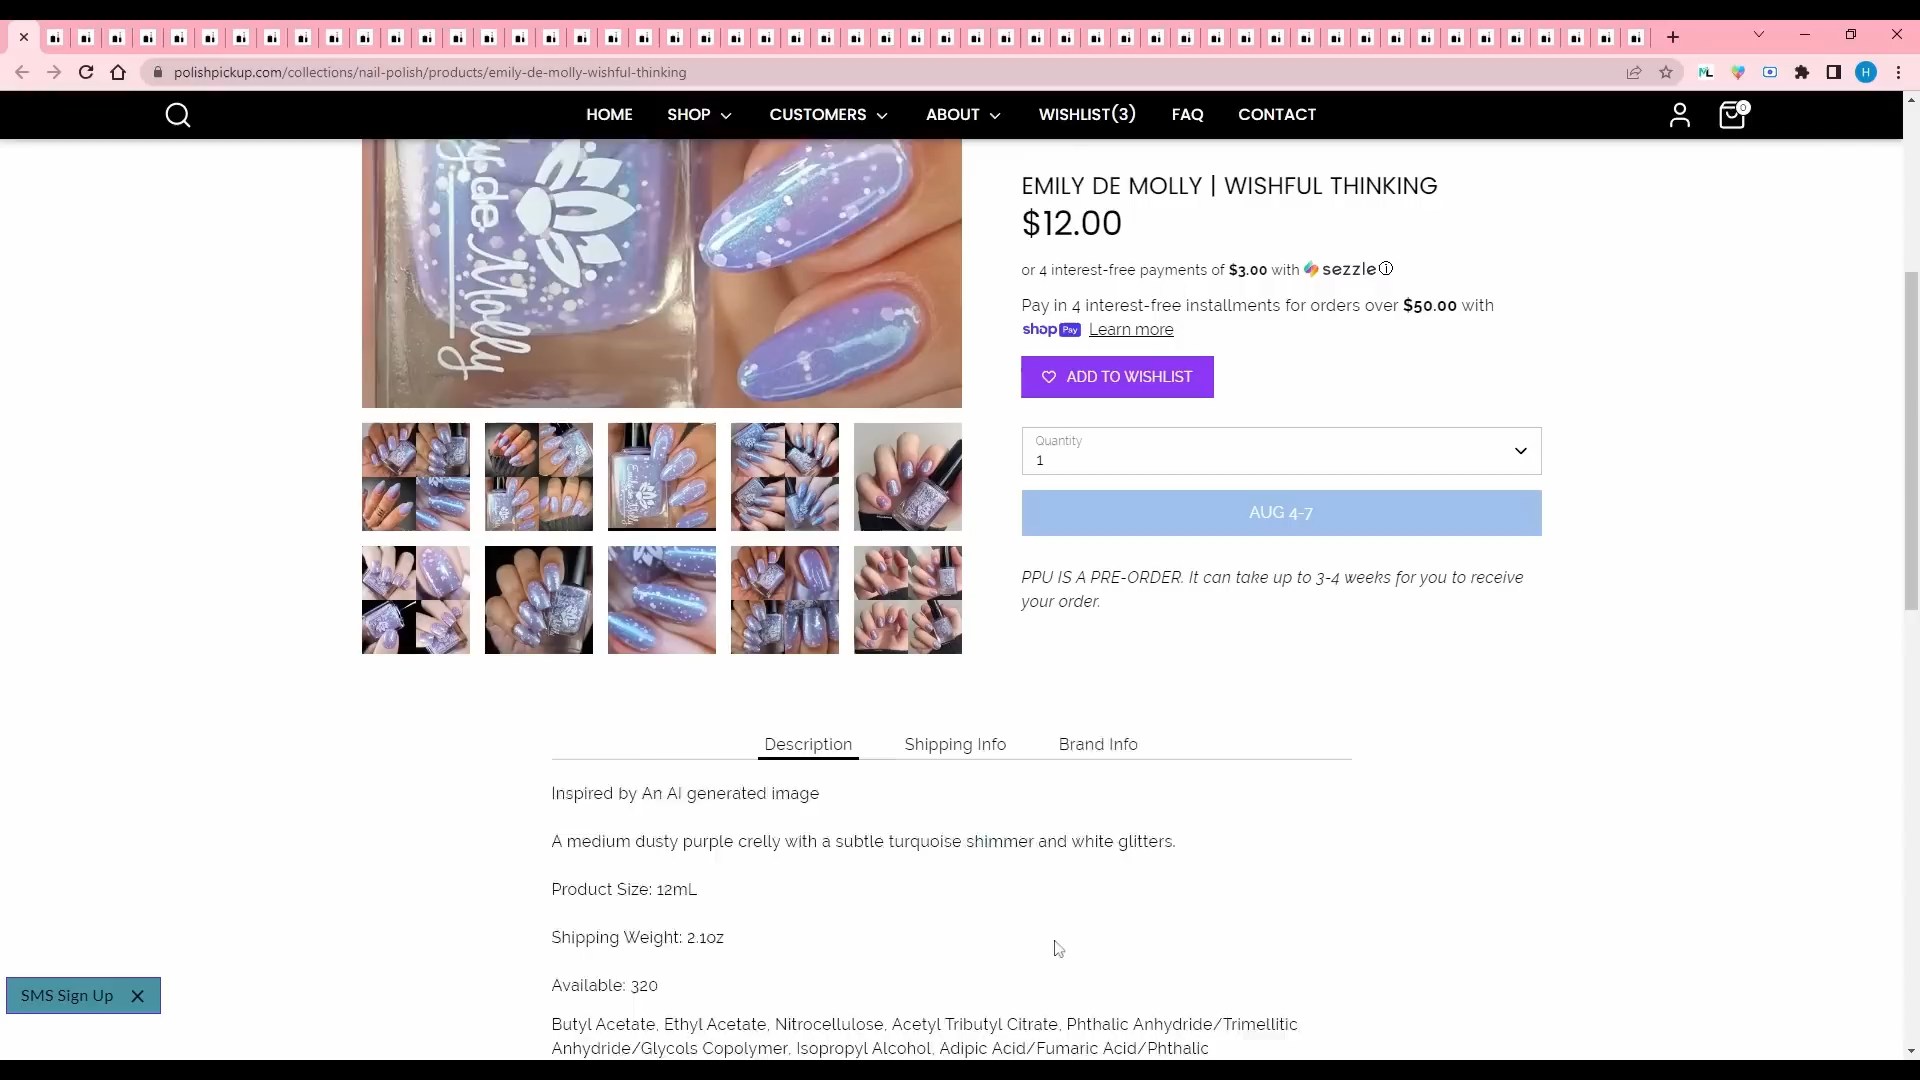 polishpickup.com/collections/nail-polish/products/emily-de-molly-wishful-thinking
H
HOME SHOP CUSTOMERS ABOUT WISHLIST(3) FAQ CONTACT
0
y de Molly
EMILY DE MOLLY | WISHFUL THINKING
$12.00
or 4 interest-free payments of $3.00 with sezzle
Pay in 4 interest-free installments for orders over $50.00 with
shop Pay Learn more
ADD TO WISHLIST
Quantity
1
AUG 4-7
PPU IS A PRE-ORDER. It can take up to 3-4 weeks for you to receive
your order.
Description Shipping Info Brand Info
Inspired by An AI generated image
A medium dusty purple crelly with a subtle turquoise shimmer and white glitters.
Product Size: 12mL
Shipping Weight: 2.1oz
SMS Sign Up
Available: 320
Butyl Acetate, Ethyl Acetate, Nitrocellulose, Acetyl Tributyl Citrate, Phthalic Anhydride/Trimellitic
Anhydride/Glycols Copolymer, Isopropyl Alcohol, Adipic Acid/Fumaric Acid/Phthalic